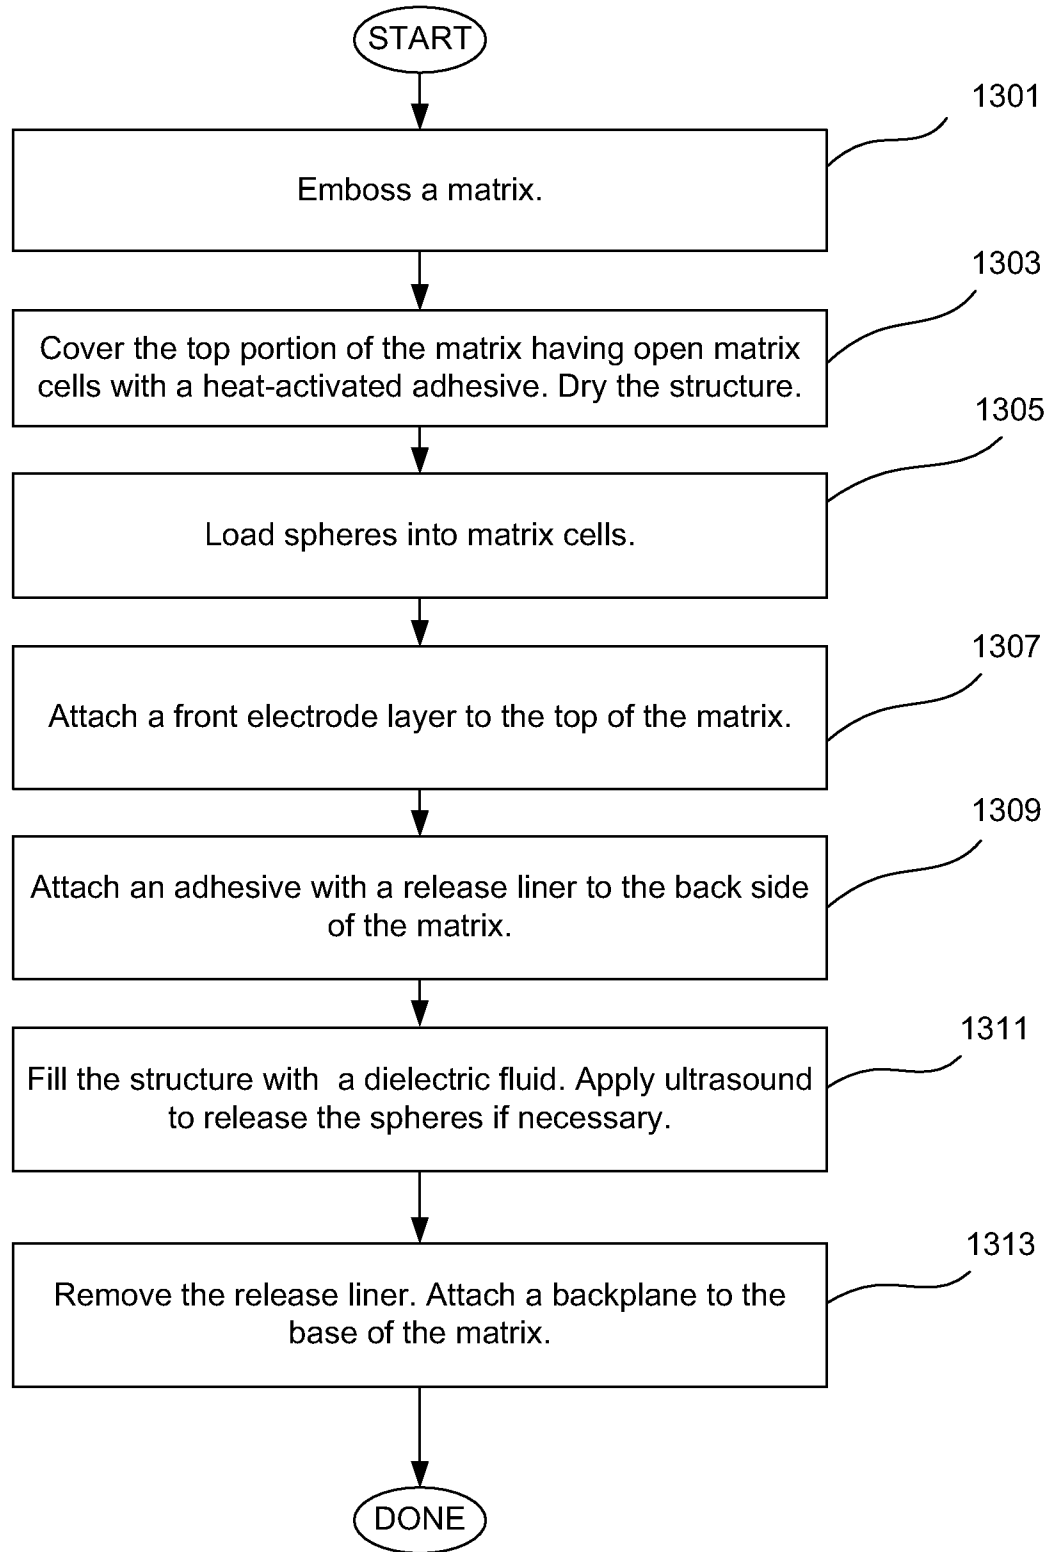 START
1301
Emboss a matrix.
1303
Cover the top portion of the matrix having open matrix
cells with a heat-activated adhesive. Dry the structure.
1305
Load spheres into matrix cells.
1307
Attach a front electrode layer to the top of the matrix.
1309
Attach an adhesive with a release liner to the back side
of the matrix.
1311
Fill the structure with  a dielectric fluid. Apply ultrasound
to release the spheres if necessary.
1313
Remove the release liner. Attach a backplane to the
base of the matrix.
DONE